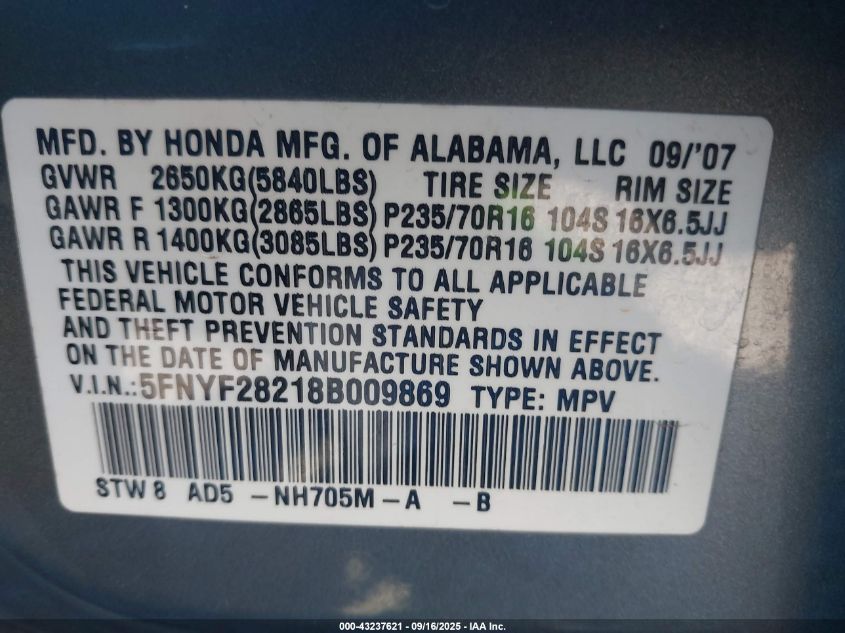 MFD. BY HONDA MFG. OF ALABAMA, LLC 09/'07
GVWR 2650KG(5840LBS) TIRE SIZE RIM SIZE
GAWR F 1300KG(2865LBS) P235/70R16 104S 16X6.5JJ
GAWR R 1400KG(3085LBS) P235/70R16 104S 16X6.5JJ
THIS VEHICLE CONFORMS TO ALL APPLICABLE
FEDERAL MOTOR VEHICLE SAFETY
AND THEFT PREVENTION STANDARDS IN EFFECT
ON THE DATE OF MANUFACTURE SHOWN ABOVE.
V.I.N.: 5FNYF28218B009869 TYPE: MPV
STW 8 AD5 -NH705M-A -B
000-43237621 - 09/16/2025 - IAA Inc.